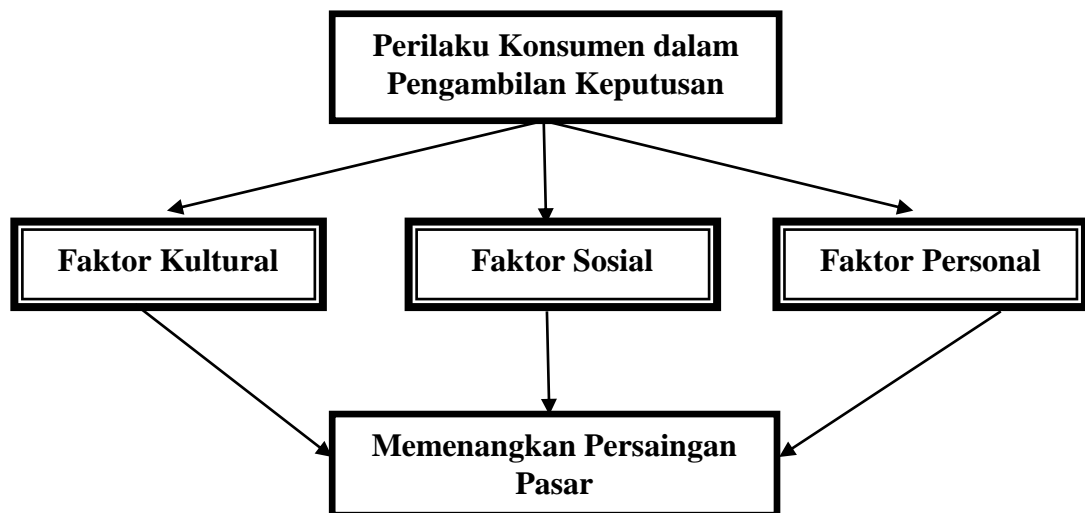 Perilaku Konsumen dalam
Pengambilan Keputusan
Faktor Kultural
Faktor Sosial
Faktor Personal
Memenangkan Persaingan
Pasar